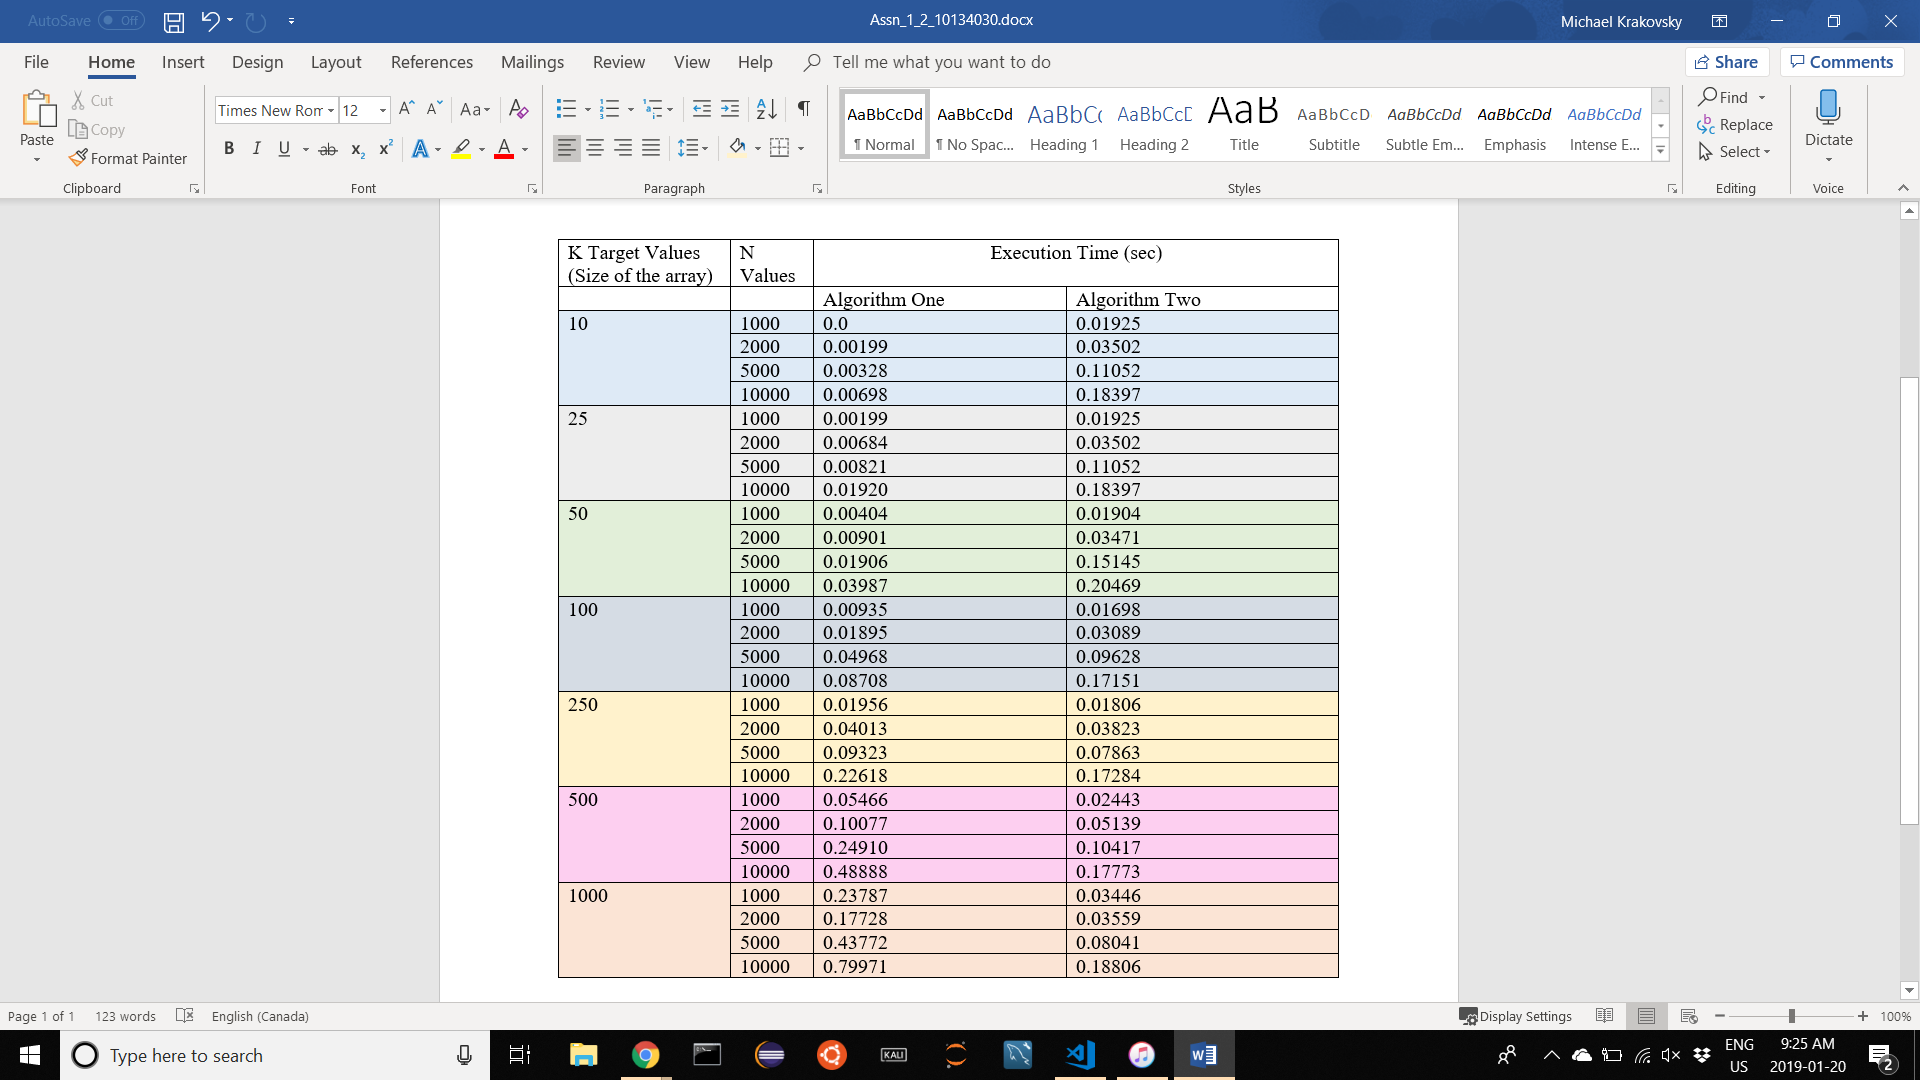 AutoSave Off
Assn_1_2_10134030.docx
Michael Krakovsky
File Home Insert Design Layout References Mailings Review View Help Tell me what you want to do
Share Comments
Paste
Cut
Copy
Format Painter
Clipboard
Times New Ron 12
Font
Paragraph
AaBbCcDd AaBbCcDd AaBbCc AaBbCcE AaB AaBbCcD AaBbCcDd AaBbCcDd AaBbCcDd
¶ Normal ¶ No Spac... Heading 1 Heading 2 Title Subtitle Subtle Em... Emphasis Intense E...
Styles
Find
Replace
Select
Editing
Dictate
Voice
K Target Values (Size of the array) N Values Execution Time (sec)
Algorithm One Algorithm Two
10 1000 0.0 0.01925
2000 0.00199 0.03502
5000 0.00328 0.11052
10000 0.00698 0.18397
25 1000 0.00199 0.01925
2000 0.00684 0.03502
5000 0.00821 0.11052
10000 0.01920 0.18397
50 1000 0.00404 0.01904
2000 0.00901 0.03471
5000 0.01906 0.15145
10000 0.03987 0.20469
100 1000 0.00935 0.01698
2000 0.01895 0.03089
5000 0.04968 0.09628
10000 0.08708 0.17151
250 1000 0.01956 0.01806
2000 0.04013 0.03823
5000 0.09323 0.07863
10000 0.22618 0.17284
500 1000 0.05466 0.02443
2000 0.10077 0.05139
5000 0.24910 0.10417
10000 0.48888 0.17773
1000 1000 0.23787 0.03446
2000 0.17728 0.03559
5000 0.43772 0.08041
10000 0.79971 0.18806
Page 1 of 1 123 words English (Canada) Display Settings 100%
Type here to search
KALI
ENG
US
9:25 AM
2019-01-20
2